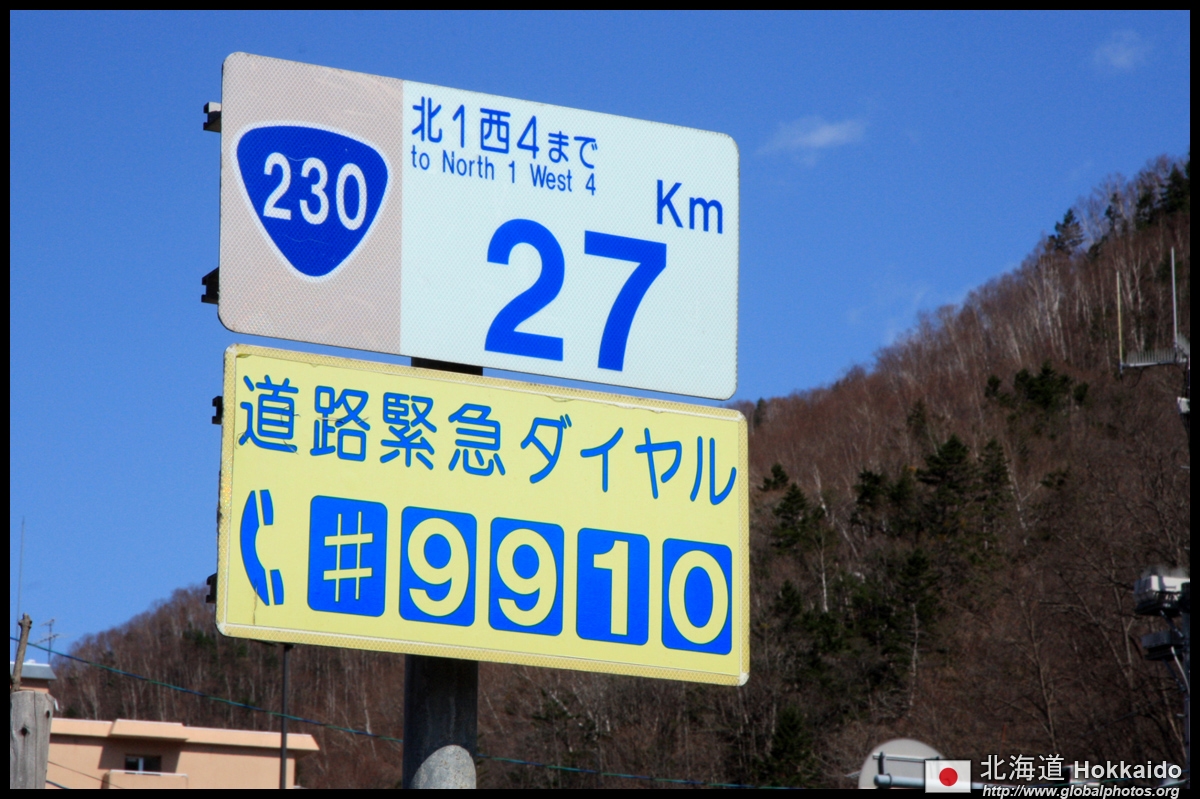 230
北1西4まで
to North 1 West 4
Km
27
道路緊急ダイヤル
#9910
北海道 Hokkaido
http://www.globalphotos.org